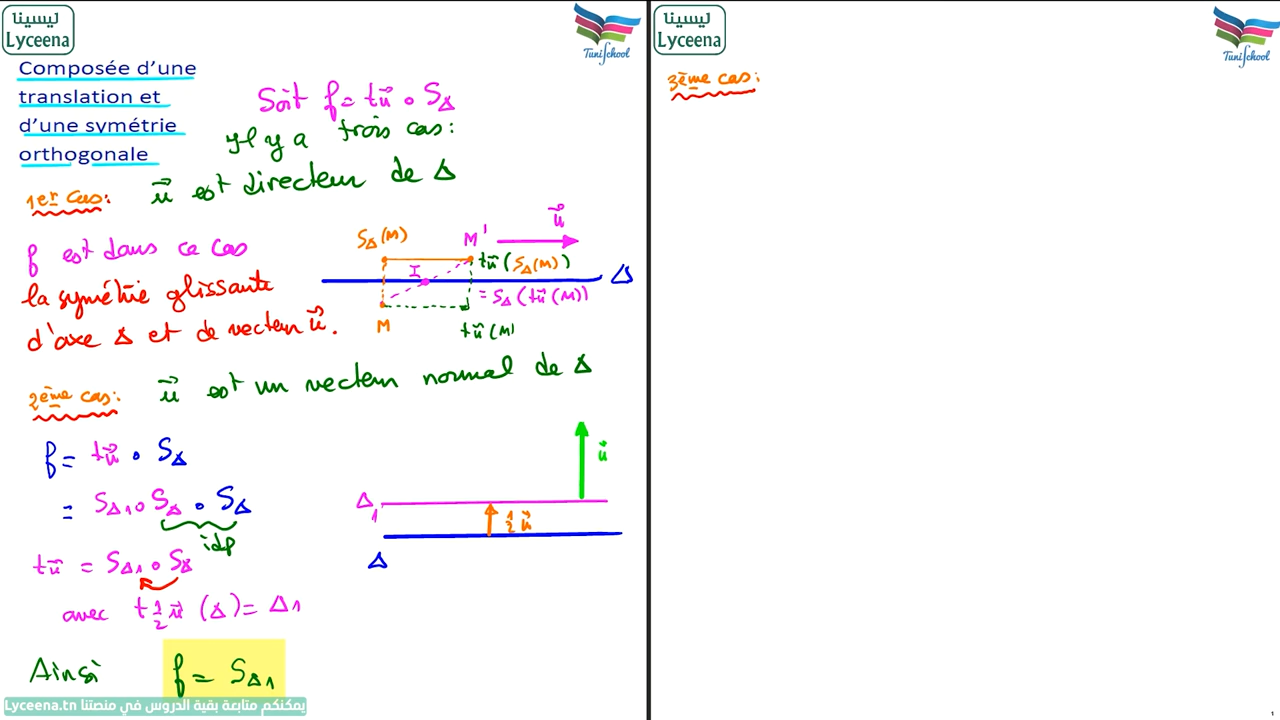 ليسينا
Lyceena
TuniSchool
Composée d'une
translation et
d'une symétrie
orthogonale
Soit f = tu⃗ ∘ SΔ
Il y a trois cas:
1er cas: u⃗ est directeur de Δ
f est dans ce cas
la symétrie glissante
d'axe Δ et de vecteur u⃗.
u⃗
SΔ(M) M'
tu⃗(SΔ(M))
I Δ
= SΔ(tu⃗(M))
M tu⃗(M)
2ème cas: u⃗ est un vecteur normal de Δ
f = tu⃗ ∘ SΔ
= SΔ1 ∘ SΔ ∘ SΔ
idP
tu⃗ = SΔ1 ∘ SΔ
avec t½u⃗ (Δ) = Δ1
Ainsi f = SΔ1
u⃗
Δ1
½u⃗
Δ
يمكنكم متابعة بقية الدروس في منصتنا Lyceena.tn
ليسينا
Lyceena
TuniSchool
3ème cas:
1